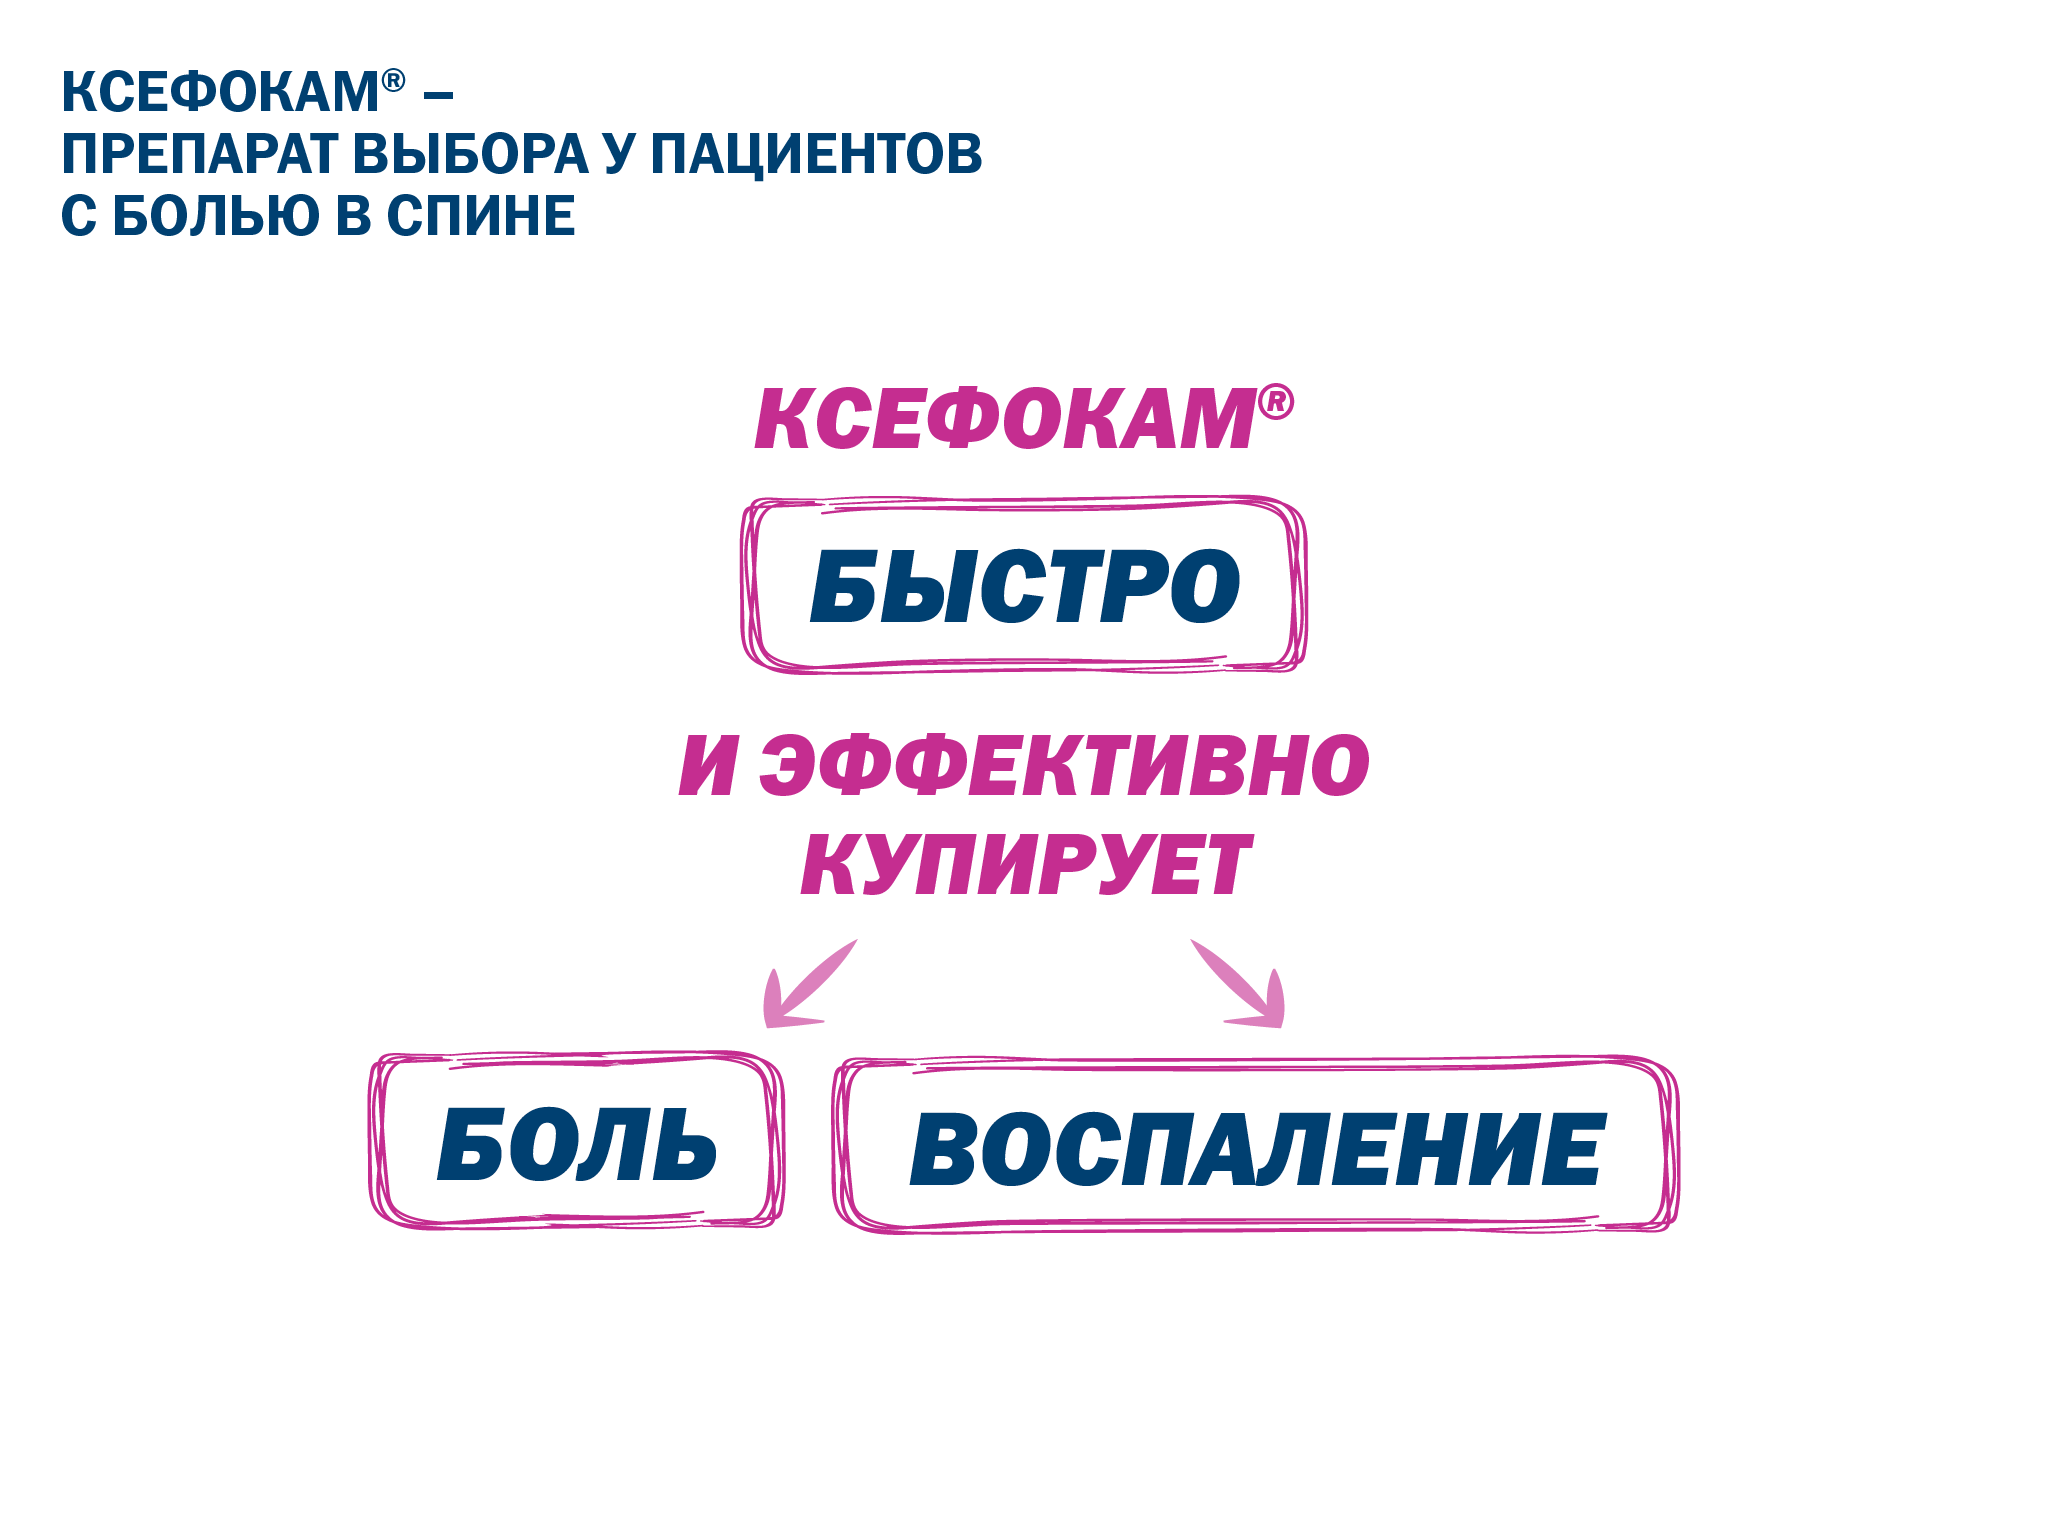 КСЕФОКАМ® –
ПРЕПАРАТ ВЫБОРА У ПАЦИЕНТОВ
С БОЛЬЮ В СПИНЕ
КСЕФОКАМ®
БЫСТРО
И ЭФФЕКТИВНО
КУПИРУЕТ
БОЛЬ
ВОСПАЛЕНИЕ